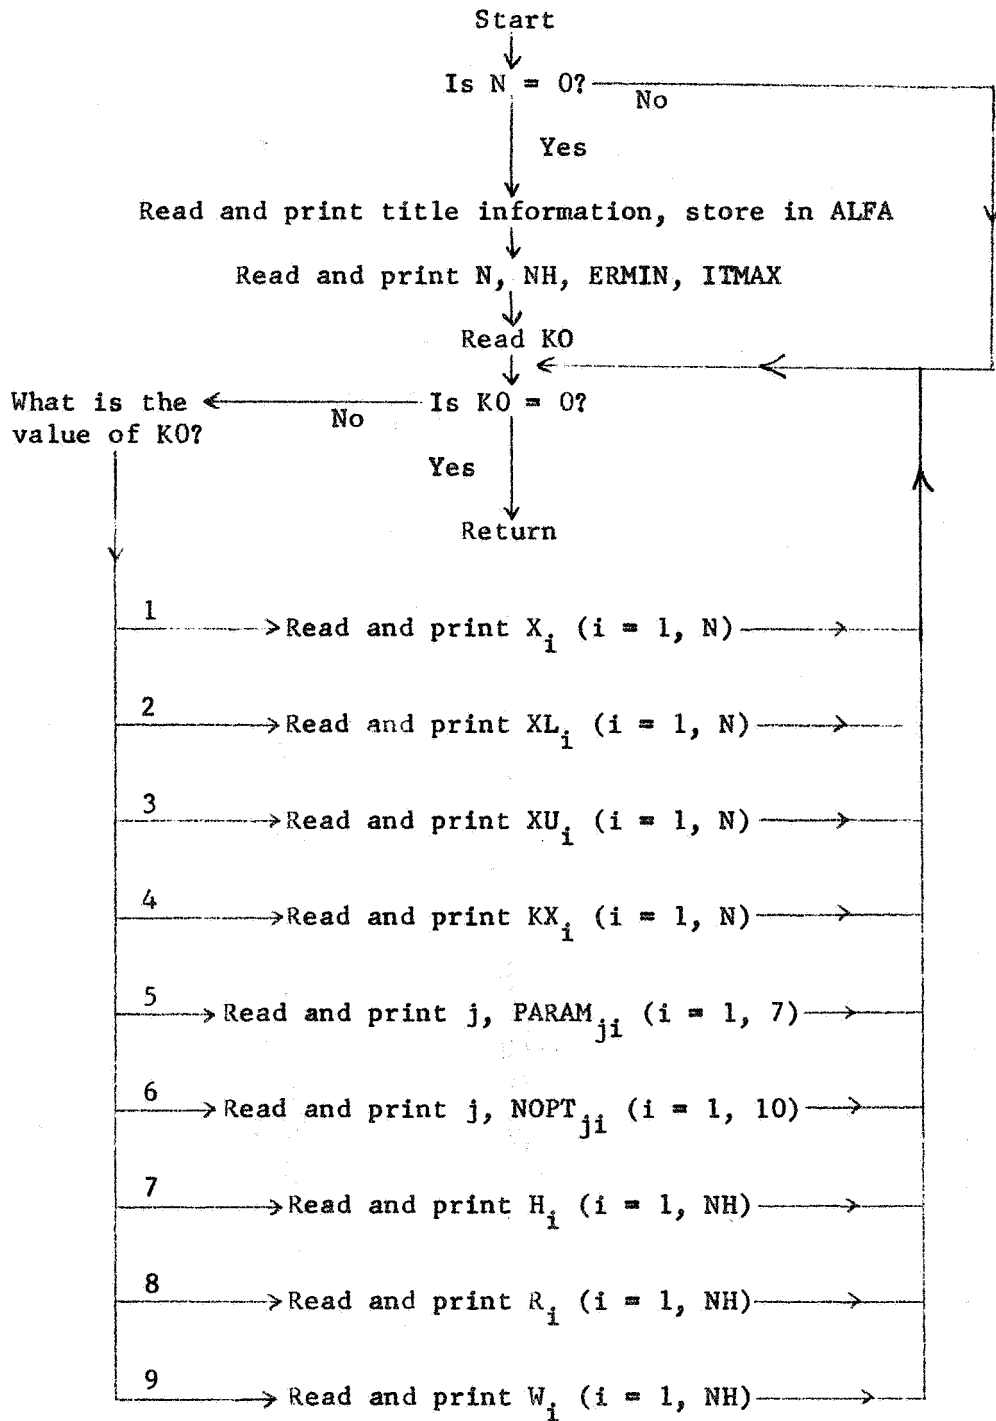 Start
Is N = 0?
No
Yes
Read and print title information, store in ALFA
Read and print N, NH, ERMIN, ITMAX
Read KO
What is the
value of KO?
No
Is KO = 0?
Yes
Return
1
Read and print X_i (i = 1, N)
2
Read and print XL_i (i = 1, N)
3
Read and print XU_i (i = 1, N)
4
Read and print KX_i (i = 1, N)
5
Read and print j, PARAM_ji (i = 1, 7)
6
Read and print j, NOPT_ji (i = 1, 10)
7
Read and print H_i (i = 1, NH)
8
Read and print R_i (i = 1, NH)
9
Read and print W_i (i = 1, NH)